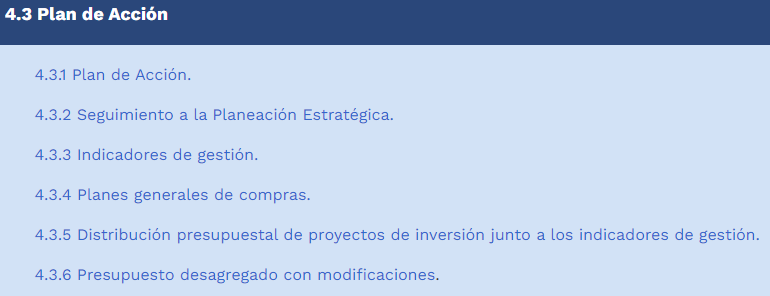 4.3 Plan de Acción
4.3.1 Plan de Acción.
4.3.2 Seguimiento a la Planeación Estratégica.
4.3.3 Indicadores de gestión.
4.3.4 Planes generales de compras.
4.3.5 Distribución presupuestal de proyectos de inversión junto a los indicadores de gestión.
4.3.6 Presupuesto desagregado con modificaciones.